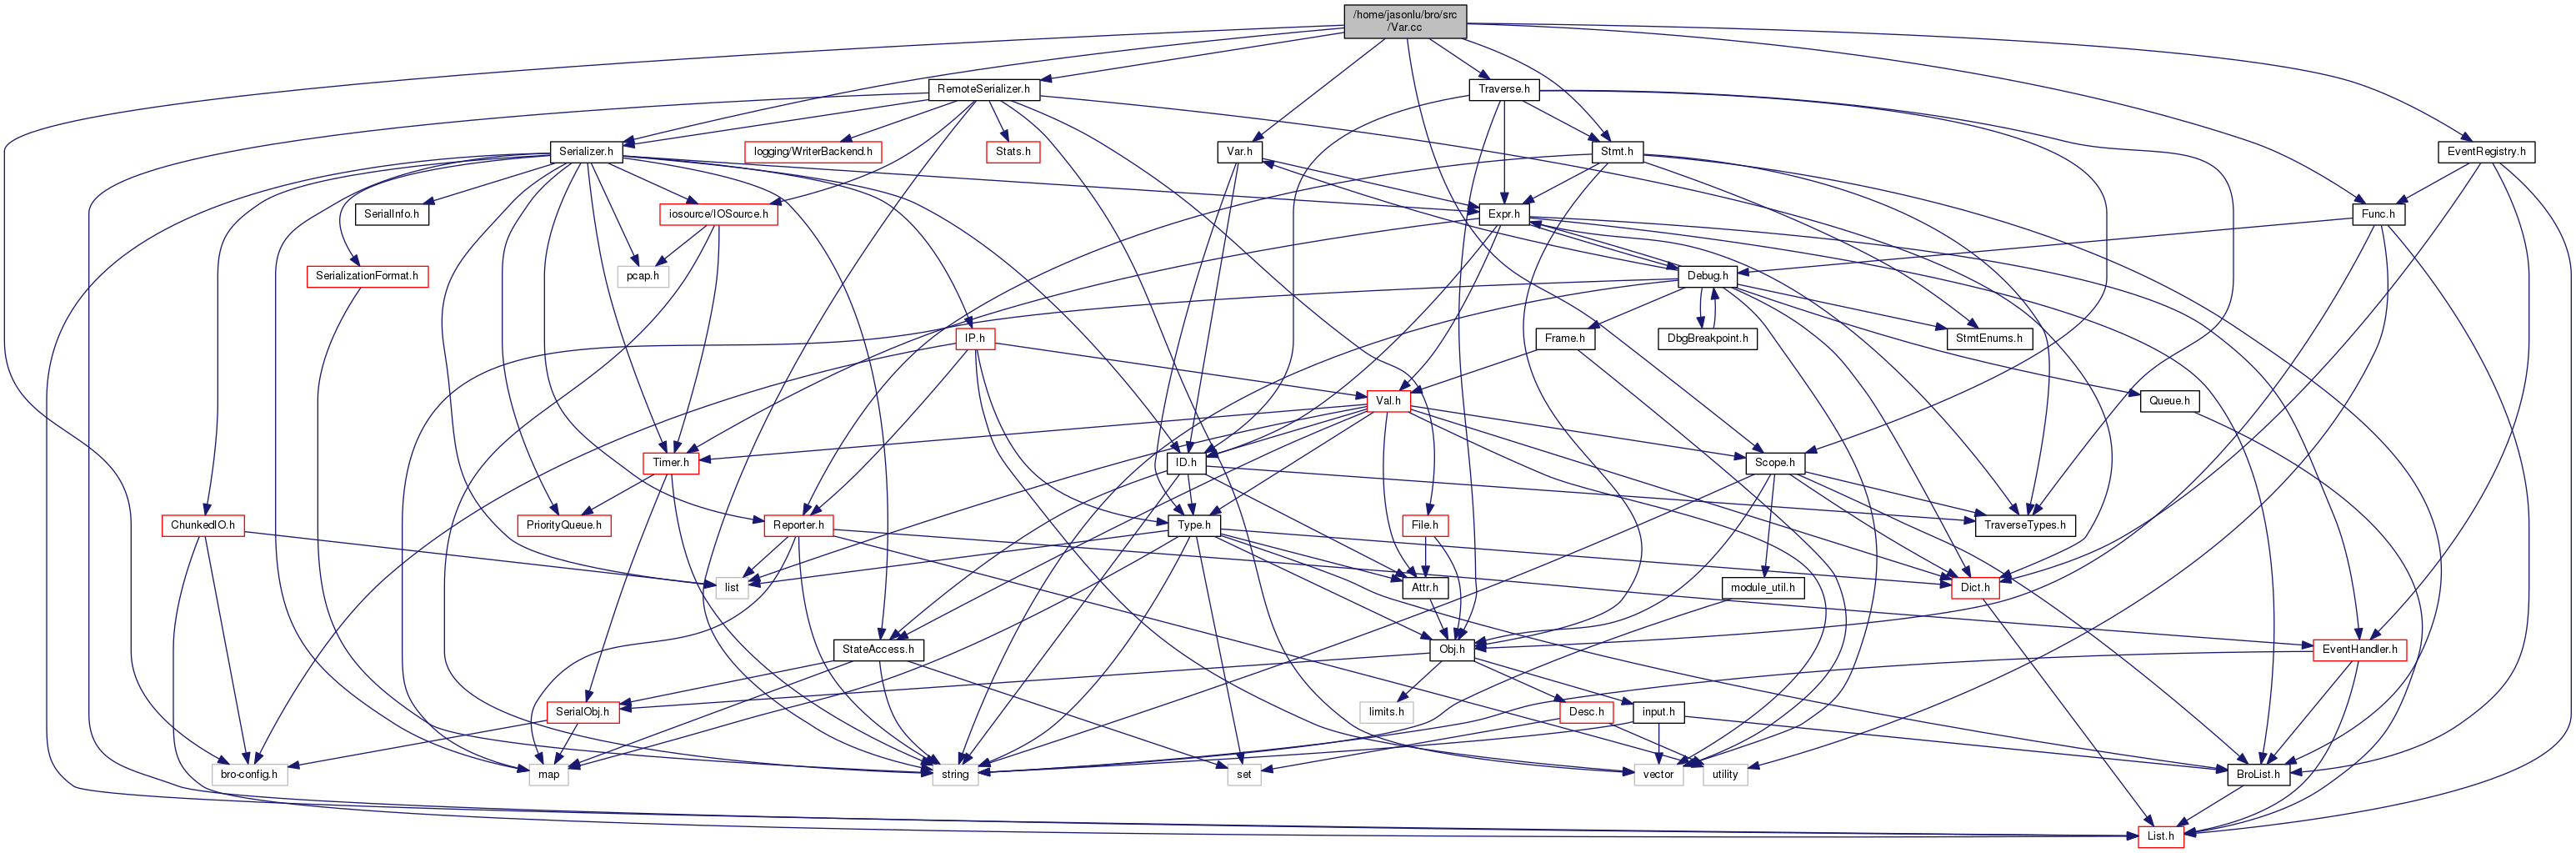 /home/jasonlu/bro/src
/Var.cc
RemoteSerializer.h
Traverse.h
Serializer.h
logging/WriterBackend.h
Stats.h
Var.h
Stmt.h
EventRegistry.h
SerialInfo.h
iosource/IOSource.h
Expr.h
Func.h
SerializationFormat.h
pcap.h
Debug.h
IP.h
Frame.h
DbgBreakpoint.h
StmtEnums.h
Val.h
Queue.h
Timer.h
ID.h
Scope.h
ChunkedIO.h
PriorityQueue.h
Reporter.h
Type.h
File.h
TraverseTypes.h
list
Attr.h
module_util.h
Dict.h
StateAccess.h
Obj.h
EventHandler.h
SerialObj.h
limits.h
Desc.h
input.h
bro-config.h
map
string
set
vector
utility
BroList.h
List.h